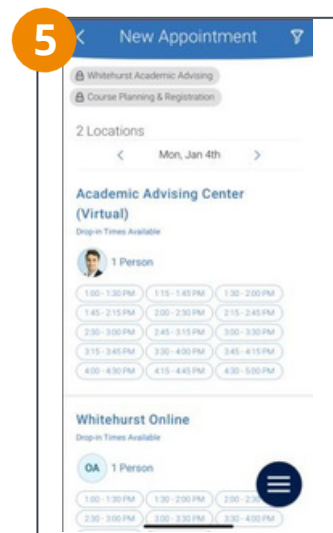 5
New Appointment
Whitehurst Academic Advising
Course Planning & Registration
2 Locations
Mon, Jan 4th
Academic Advising Center
(Virtual)
Drop-in Times Available
1 Person
1:00 - 1:30 PM 1:15 - 1:45 PM 1:30 - 2:00 PM
1:45 - 2:15 PM 2:00 - 2:30 PM 2:15 - 2:45 PM
2:30 - 3:00 PM 2:45 - 3:15 PM 3:00 - 3:30 PM
3:15 - 3:45 PM 3:30 - 4:00 PM 3:45 - 4:15 PM
4:00 - 4:30 PM 4:15 - 4:45 PM 4:30 - 5:00 PM
Whitehurst Online
Drop-in Times Available
OA 1 Person
1:00 - 1:30 PM 1:30 - 2:00 PM 2:00 - 2:30
2:30 - 3:00 PM 3:00 - 3:30 PM 3:30 - 4:00 PM